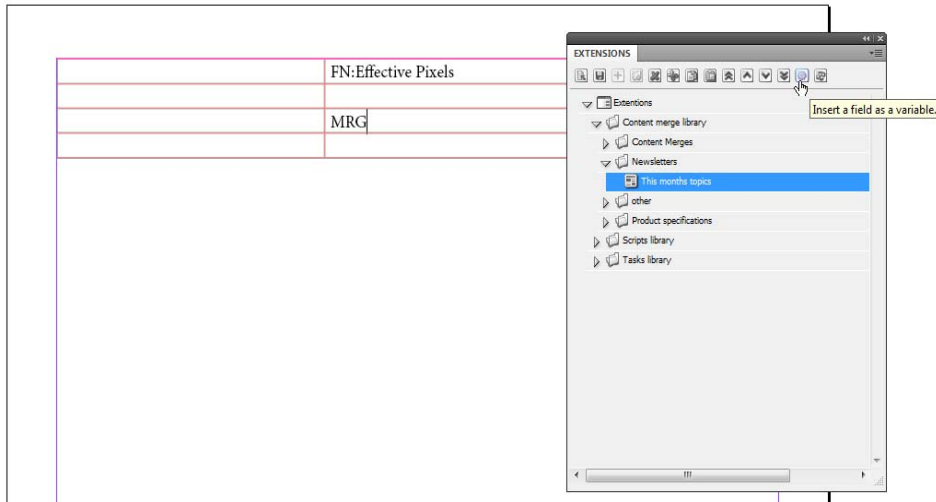 EXTENSIONS
FN:Effective Pixels
MRG
Insert a field as a variable.
Extentions
Content merge library
Content Merges
Newsletters
This months topics
other
Product specifications
Scripts library
Tasks library